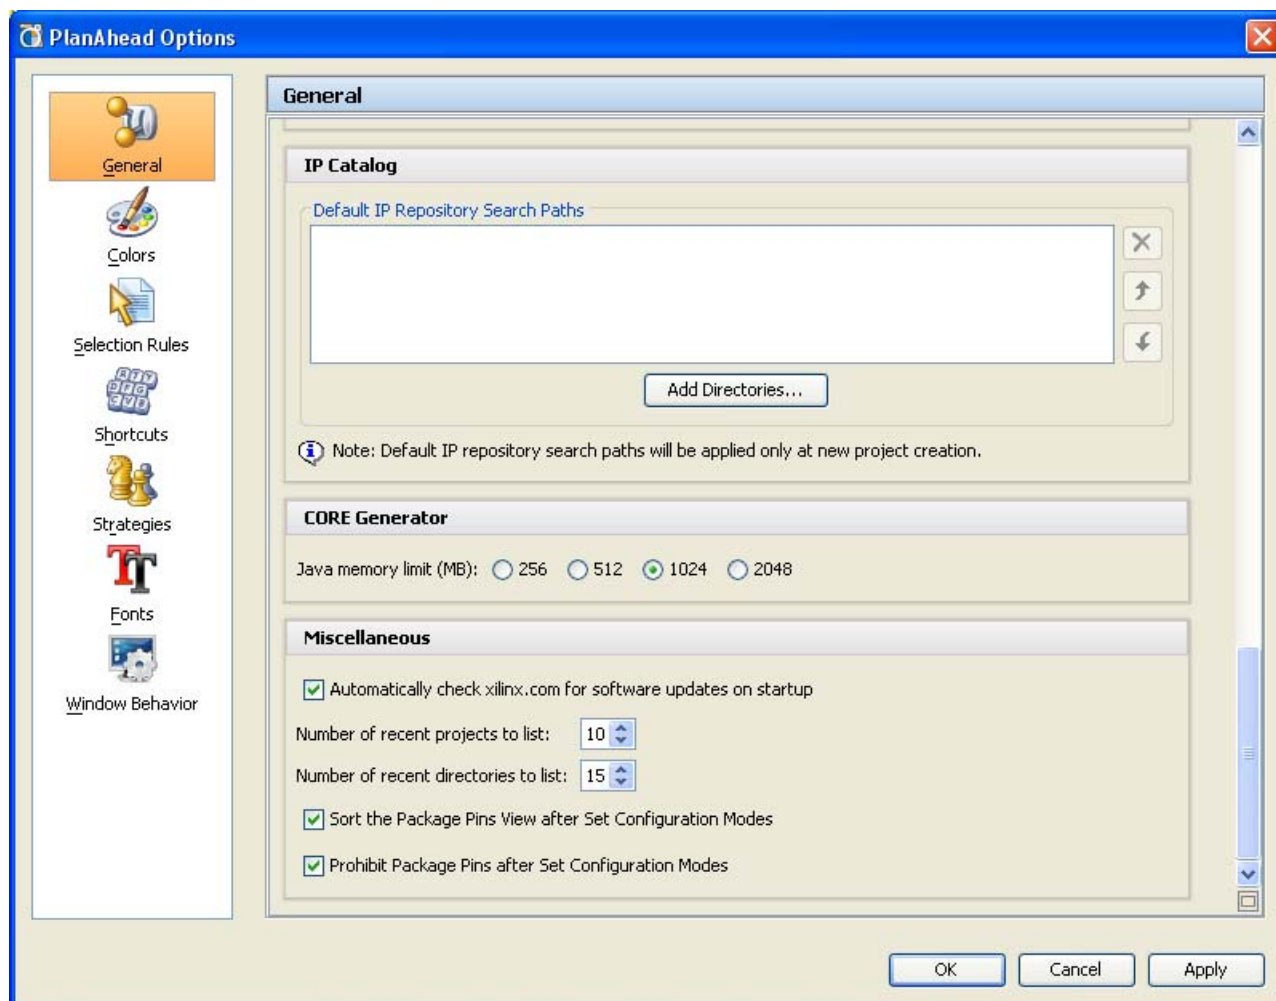 PlanAhead Options
General
Colors
Selection Rules
Shortcuts
Strategies
Fonts
Window Behavior
General
IP Catalog
Default IP Repository Search Paths
Add Directories...
Note: Default IP repository search paths will be applied only at new project creation.
CORE Generator
Java memory limit (MB): 256 512 1024 2048
Miscellaneous
Automatically check xilinx.com for software updates on startup
Number of recent projects to list: 10
Number of recent directories to list: 15
Sort the Package Pins View after Set Configuration Modes
Prohibit Package Pins after Set Configuration Modes
OK Cancel Apply